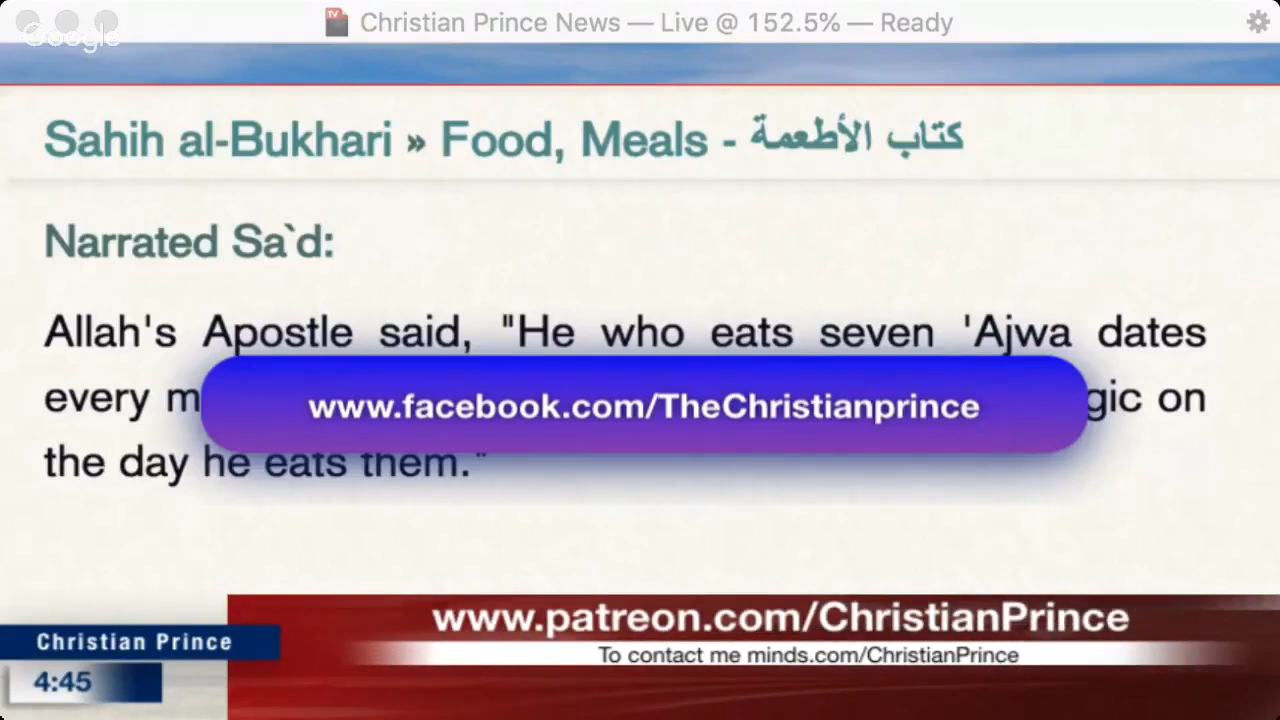 Google
Christian Prince News — Live @ 152.5% — Ready
Sahih al-Bukhari » Food, Meals - كتاب الأطعمة
Narrated Sa`d:
Allah's Apostle said, "He who eats seven 'Ajwa dates
every
www.facebook.com/TheChristianprince
on
the day he eats them."
www.patreon.com/ChristianPrince
Christian Prince
To contact me minds.com/ChristianPrince
4:45